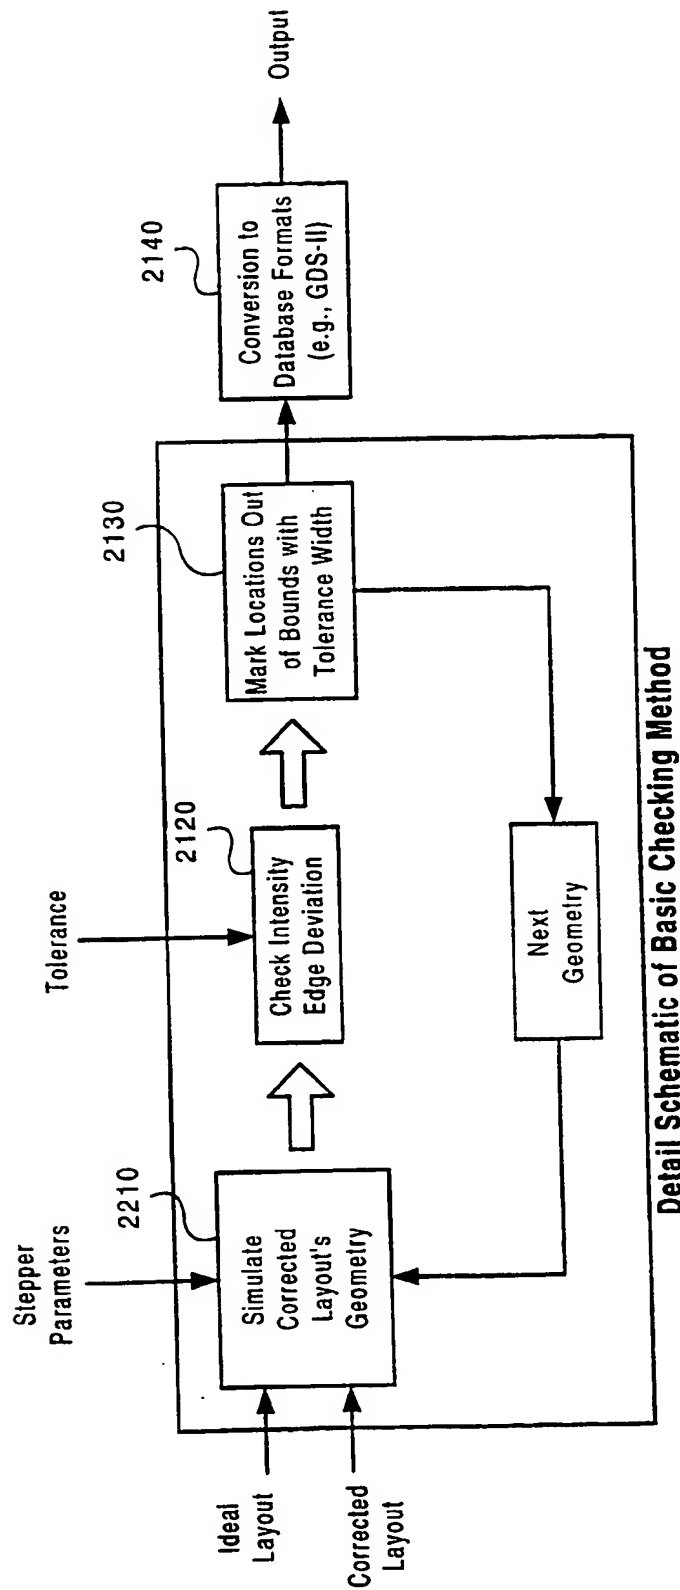 Stepper
Parameters
Tolerance
Ideal
Layout
Corrected
Layout
2210
Simulate
Corrected
Layout's
Geometry
2120
Check Intensity
Edge Deviation
2130
Mark Locations Out
of Bounds with
Tolerance Width
2140
Conversion to
Database Formats
(e.g., GDS-II)
Output
Next
Geometry
Detail Schematic of Basic Checking Method